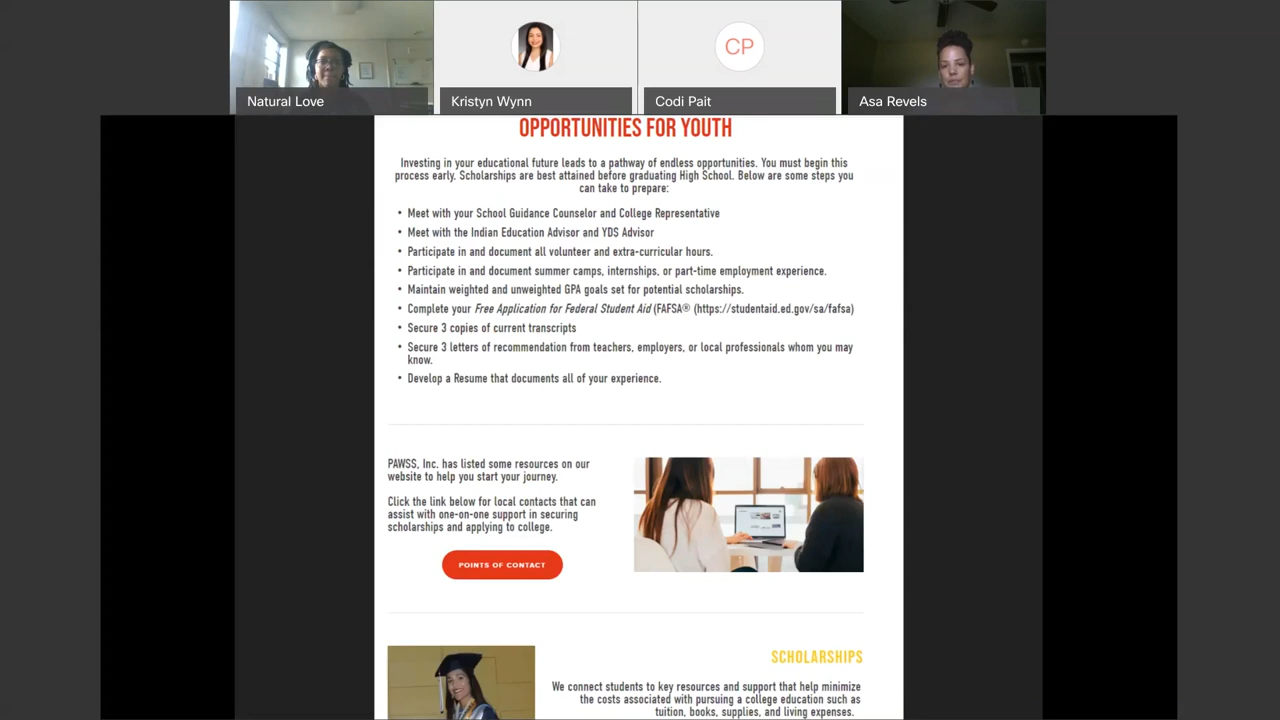 Natural Love
Kristyn Wynn
CP
Codi Pait
Asa Revels
OPPORTUNITIES FOR YOUTH
Investing in your educational future leads to a pathway of endless opportunities. You must begin this
process early. Scholarships are best attained before graduating High School. Below are some steps you
can take to prepare:
• Meet with your School Guidance Counselor and College Representative
• Meet with the Indian Education Advisor and YDS Advisor
• Participate in and document all volunteer and extra-curricular hours.
• Participate in and document summer camps, internships, or part-time employment experience.
• Maintain weighted and unweighted GPA goals set for potential scholarships.
• Complete your Free Application for Federal Student Aid (FAFSA® (https://studentaid.ed.gov/sa/fafsa)
• Secure 3 copies of current transcripts
• Secure 3 letters of recommendation from teachers, employers, or local professionals whom you may
know.
• Develop a Resume that documents all of your experience.
PAWSS, Inc. has listed some resources on our
website to help you start your journey.
Click the link below for local contacts that can
assist with one-on-one support in securing
scholarships and applying to college.
POINTS OF CONTACT
SCHOLARSHIPS
We connect students to key resources and support that help minimize
the costs associated with pursuing a college education such as
tuition, books, supplies, and living expenses.